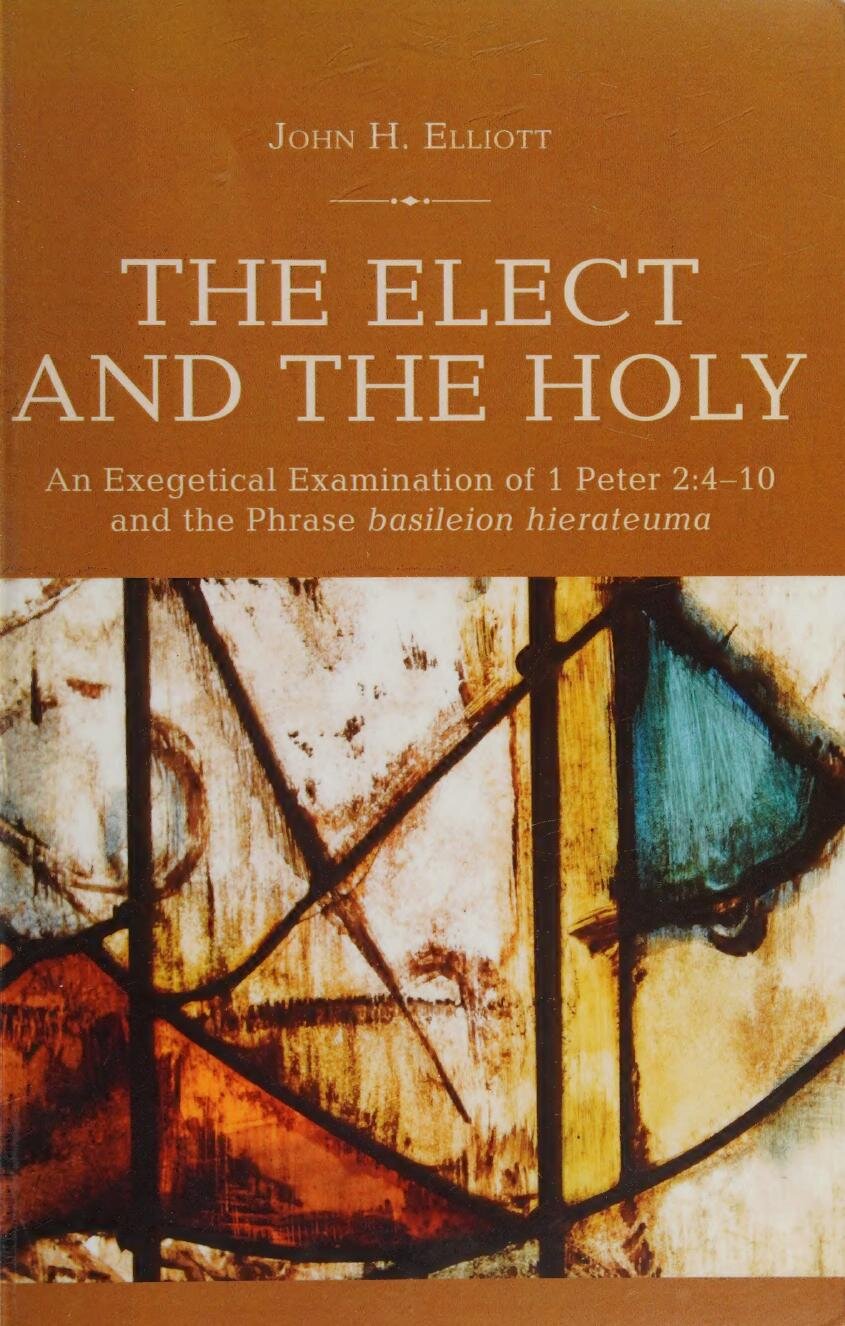 JOHN H. ELLIOTT
THE ELECT
AND THE HOLY
An Exegetical Examination of 1 Peter 2:4–10
and the Phrase basileion hierateuma